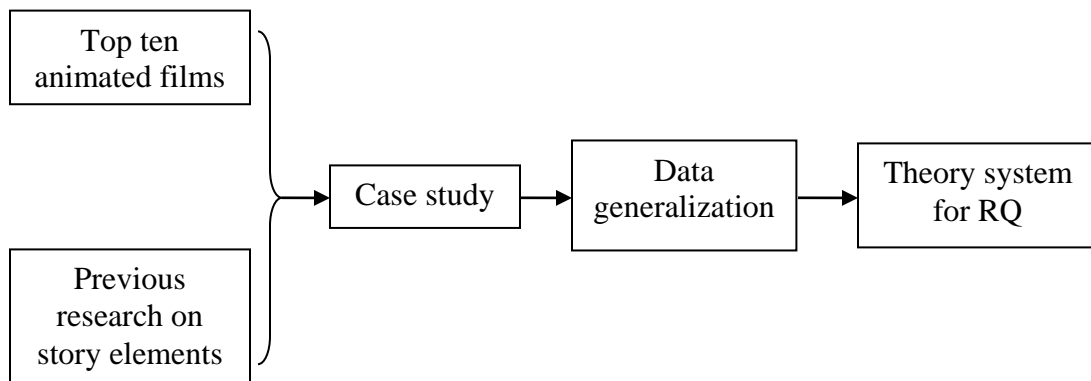 Top ten
animated films
Previous
research on
story elements
Case study
Data
generalization
Theory system
for RQ